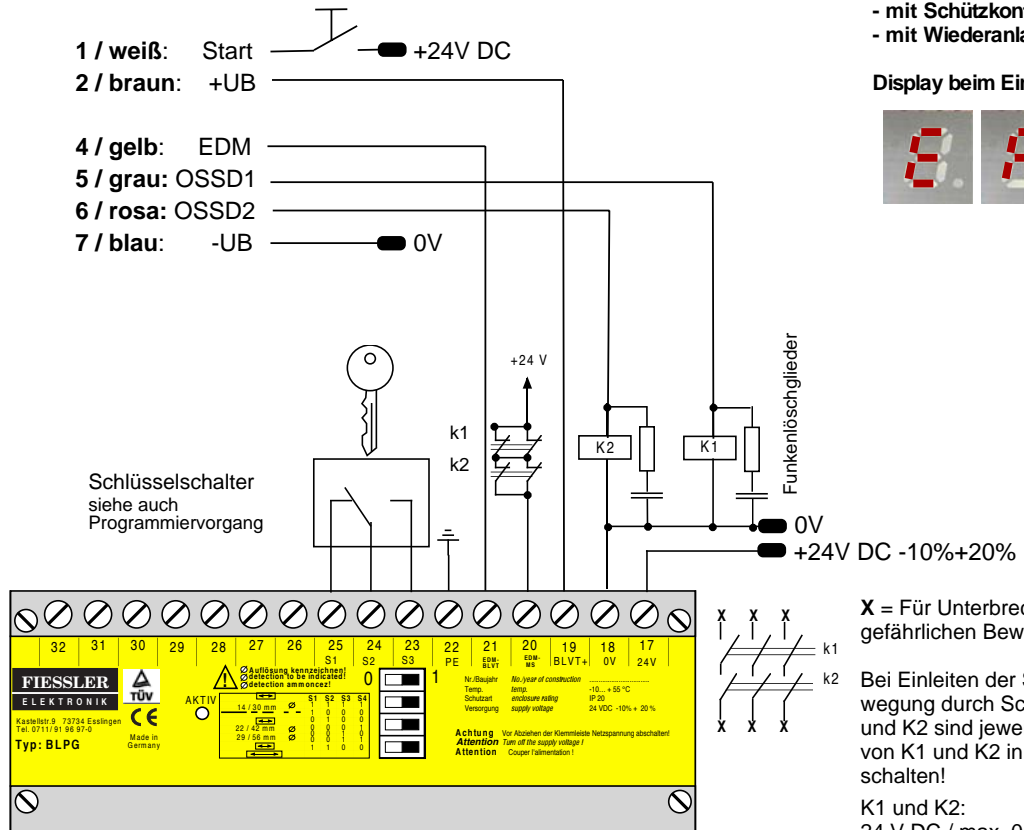 - mit Schützkont
- mit Wiederanla
Display beim Ein
1 / weiß: Start +24V DC
2 / braun: +UB
4 / gelb: EDM
5 / grau: OSSD1
6 / rosa: OSSD2
7 / blau: -UB 0V
Funkenlöschglieder
+24 V
k1
k2
K2
K1
Schlüsselschalter
siehe auch
Programmiervorgang
0V
+24V DC -10%+20%
32 31 30 29 28 27 26 25 24 23 22 21 20 19 18 17
S1 S2 S3 PE EDM-BLVT EDM-MS BLVT+ 0V 24V
FIESSLER
ELEKTRONIK
TÜV
CE
Kastellstr.9 73734 Esslingen
Tel. 0711/ 91 96 97-0
Made in
Germany
Typ: BLPG
AKTIV
Ø Auflösung kennzeichnen!
Ø detection to be indicated!
Ø detection ammoncez!
S1 S2 S3 S4
14 / 30 mm Ø
22 / 42 mm Ø
29 / 56 mm Ø
0 1
Nr./Baujahr No./year of construction
Temp. temp. -10... + 55 °C
Schutzart enclosure railing IP 20
Versorgung supply voltage 24 VDC -10% + 20 %
Achtung Vor Abziehen der Klemmleiste Netzspannung abschalten!
Attention Turn off the supply voltage !
Attention Couper l'alimentation !
X X X
k1
k2
X X X
X = Für Unterbrec
gefährlichen Bew
Bei Einleiten der S
wegung durch Sc
und K2 sind jewe
von K1 und K2 in
schalten!
K1 und K2:
24 V DC / max. 0